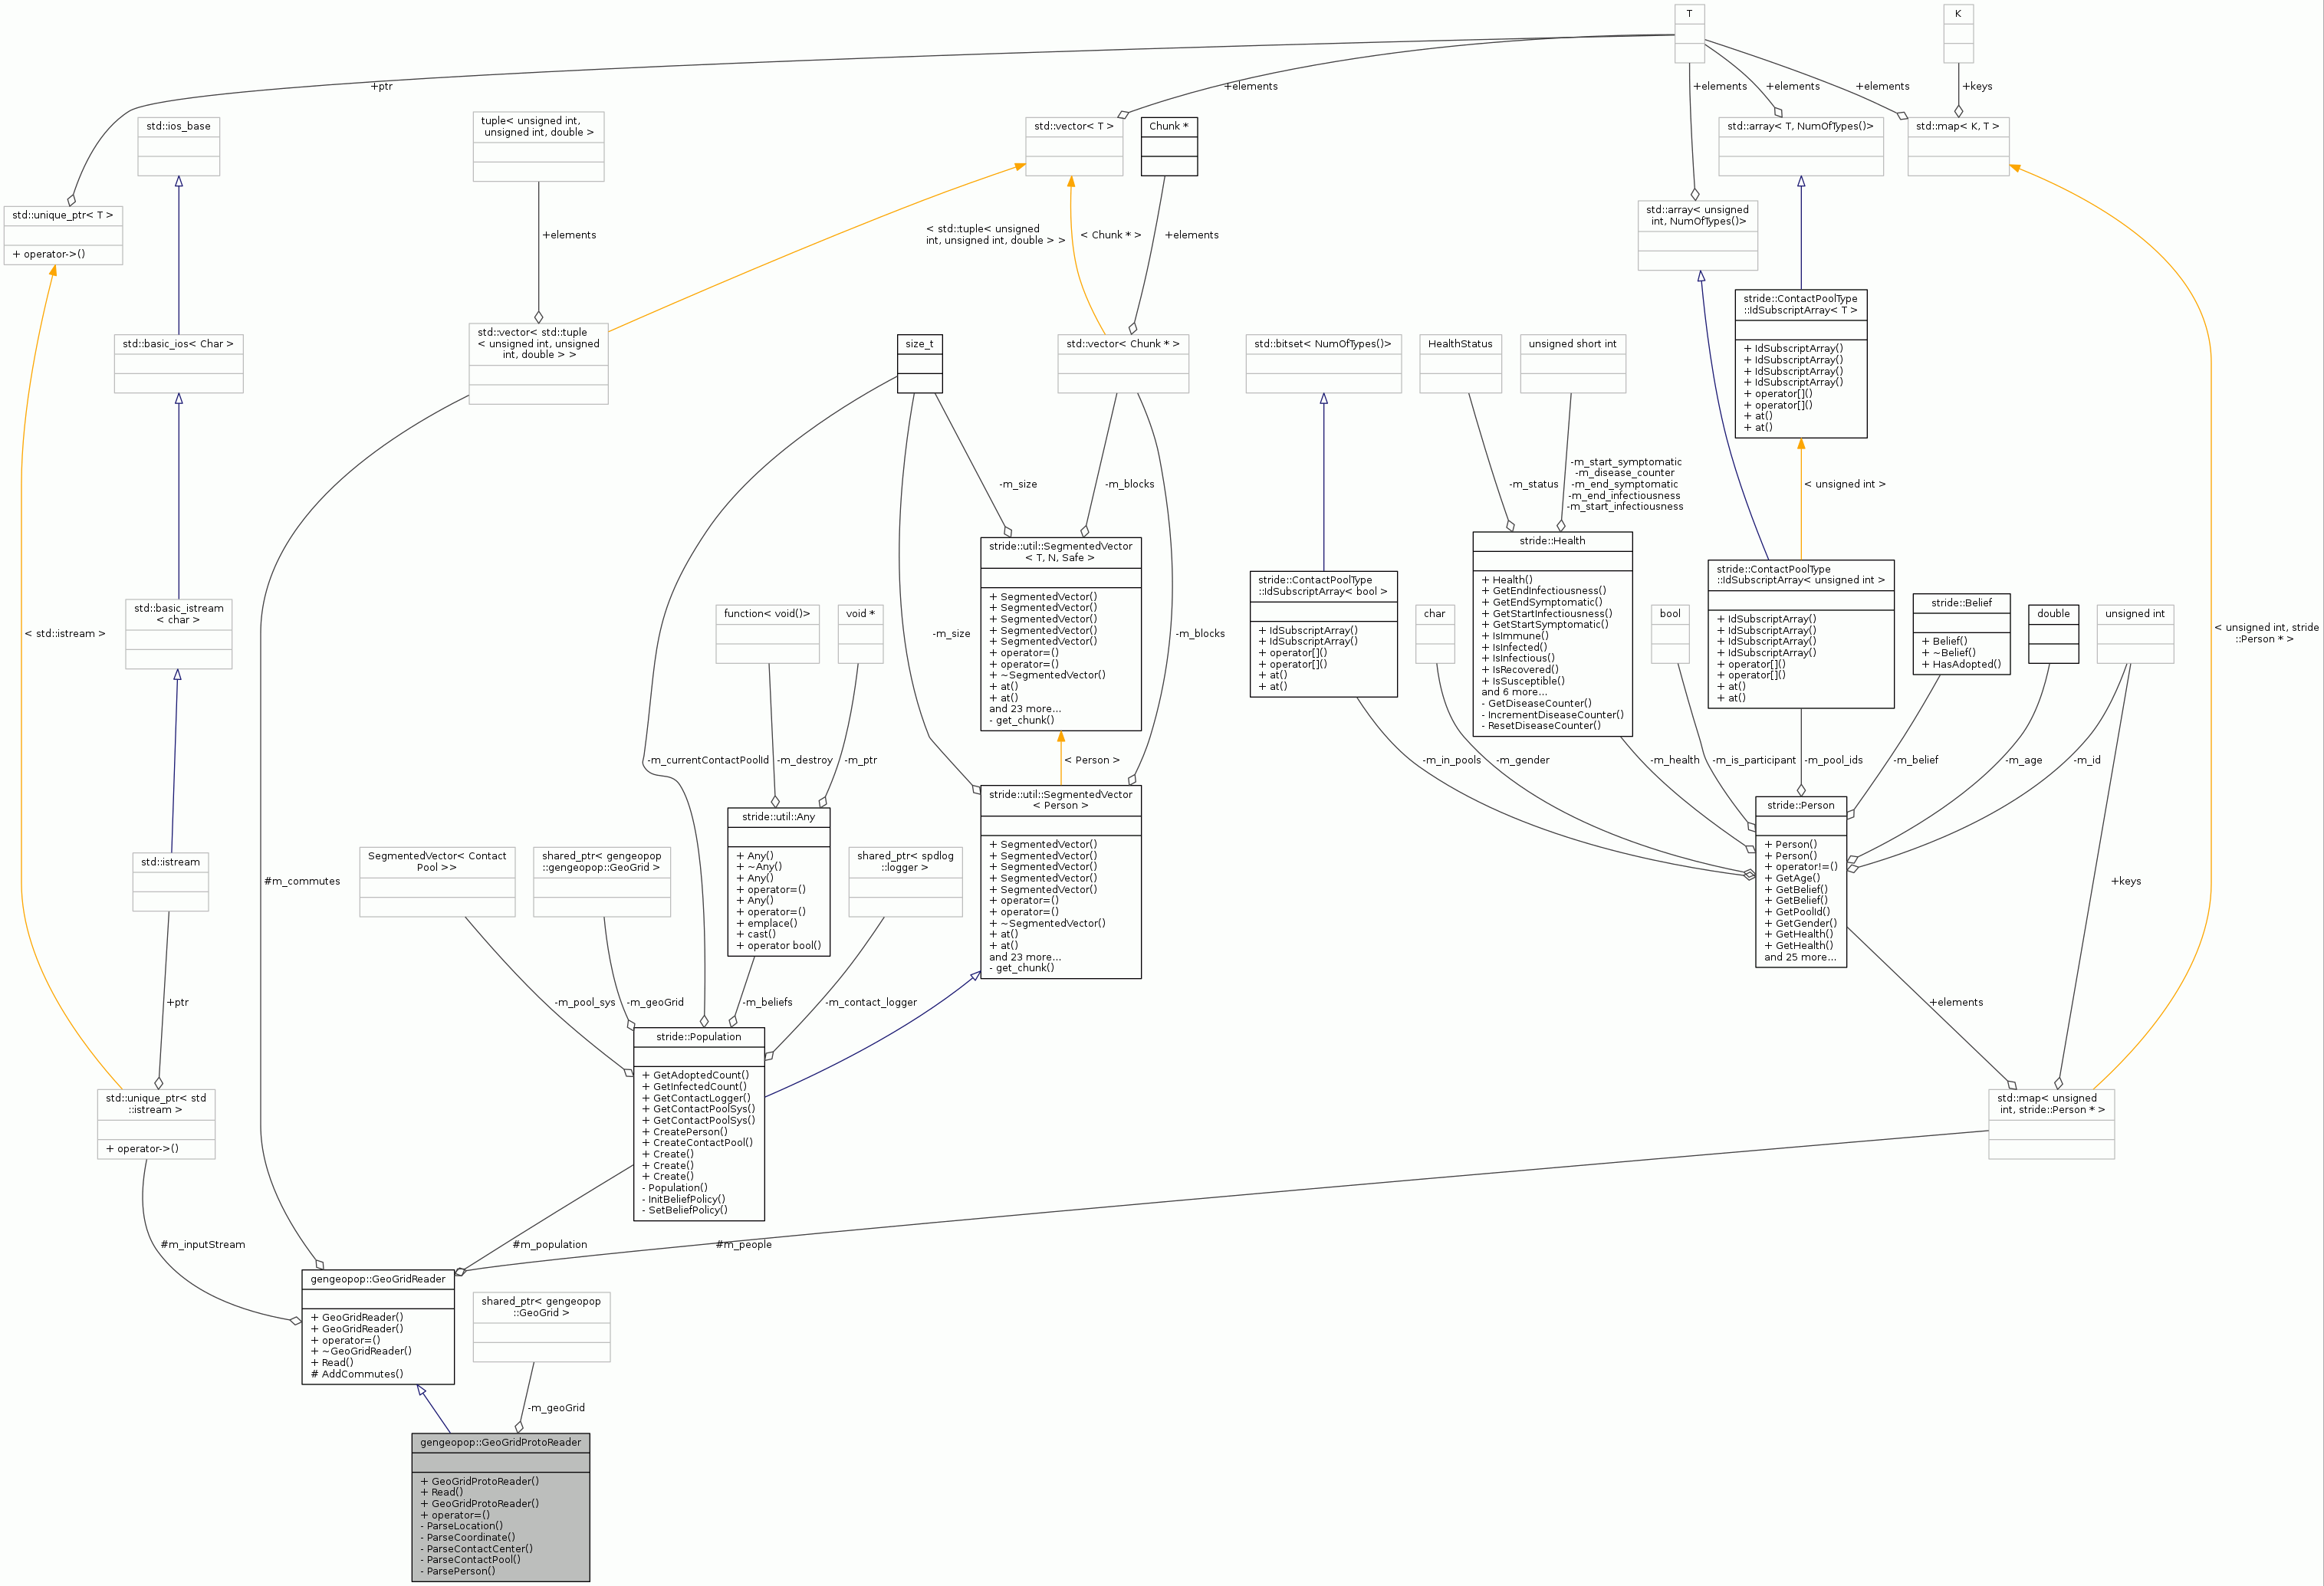 T
K
+ptr
+elements
+elements
+elements
+elements
+keys
std::ios_base
tuple< unsigned int,
unsigned int, double >
std::vector< T >
Chunk *
std::array< T, NumOfTypes()>
std::map< K, T >
std::unique_ptr< T >
+ operator->()
std::array< unsigned
int, NumOfTypes()>
+elements
< std::tuple< unsigned
int, unsigned int, double > >
< Chunk * >
+elements
std::basic_ios< Char >
std::vector< std::tuple
< unsigned int, unsigned
int, double > >
size_t
std::vector< Chunk * >
std::bitset< NumOfTypes()>
HealthStatus
unsigned short int
stride::ContactPoolType
::IdSubscriptArray< T >
+ IdSubscriptArray()
+ IdSubscriptArray()
+ IdSubscriptArray()
+ IdSubscriptArray()
+ operator[]()
+ operator[]()
+ at()
+ at()
-m_size
-m_blocks
-m_status
-m_start_symptomatic
-m_disease_counter
-m_end_symptomatic
-m_end_infectiousness
-m_start_infectiousness
< unsigned int >
< std::istream >
std::basic_istream
< char >
function< void()>
void *
-m_size
stride::util::SegmentedVector
< T, N, Safe >
+ SegmentedVector()
+ SegmentedVector()
+ SegmentedVector()
+ SegmentedVector()
+ SegmentedVector()
+ operator=()
+ operator=()
+ ~SegmentedVector()
+ at()
+ at()
and 23 more...
- get_chunk()
-m_blocks
stride::ContactPoolType
::IdSubscriptArray< bool >
+ IdSubscriptArray()
+ IdSubscriptArray()
+ operator[]()
+ operator[]()
+ at()
+ at()
char
stride::Health
+ Health()
+ GetEndInfectiousness()
+ GetEndSymptomatic()
+ GetStartInfectiousness()
+ GetStartSymptomatic()
+ IsImmune()
+ IsInfected()
+ IsInfectious()
+ IsRecovered()
+ IsSusceptible()
and 6 more...
- GetDiseaseCounter()
- IncrementDiseaseCounter()
- ResetDiseaseCounter()
bool
stride::ContactPoolType
::IdSubscriptArray< unsigned int >
+ IdSubscriptArray()
+ IdSubscriptArray()
+ IdSubscriptArray()
+ IdSubscriptArray()
+ operator[]()
+ operator[]()
+ at()
+ at()
stride::Belief
+ Belief()
+ ~Belief()
+ HasAdopted()
double
unsigned int
< unsigned int, stride
::Person * >
-m_currentContactPoolId
-m_destroy
-m_ptr
< Person >
-m_in_pools
-m_gender
-m_health
-m_is_participant
-m_pool_ids
-m_belief
-m_age
-m_id
std::istream
#m_commutes
SegmentedVector< Contact
Pool >>
shared_ptr< gengeopop
::gengeopop::GeoGrid >
stride::util::Any
+ Any()
+ ~Any()
+ Any()
+ operator=()
+ Any()
+ operator=()
+ emplace()
+ cast()
+ operator bool()
shared_ptr< spdlog
::logger >
stride::util::SegmentedVector
< Person >
+ SegmentedVector()
+ SegmentedVector()
+ SegmentedVector()
+ SegmentedVector()
+ SegmentedVector()
+ operator=()
+ operator=()
+ ~SegmentedVector()
+ at()
+ at()
and 23 more...
- get_chunk()
stride::Person
+ Person()
+ Person()
+ operator!=()
+ GetAge()
+ GetBelief()
+ GetBelief()
+ GetPoolId()
+ GetGender()
+ GetHealth()
+ GetHealth()
and 25 more...
+keys
+ptr
-m_pool_sys
-m_geoGrid
-m_beliefs
-m_contact_logger
+elements
std::unique_ptr< std
::istream >
+ operator->()
stride::Population
+ GetAdoptedCount()
+ GetInfectedCount()
+ GetContactLogger()
+ GetContactPoolSys()
+ GetContactPoolSys()
+ CreatePerson()
+ CreateContactPool()
+ Create()
+ Create()
+ Create()
- Population()
- InitBeliefPolicy()
- SetBeliefPolicy()
std::map< unsigned
int, stride::Person * >
#m_inputStream
#m_population
#m_people
gengeopop::GeoGridReader
+ GeoGridReader()
+ GeoGridReader()
+ operator=()
+ ~GeoGridReader()
+ Read()
# AddCommutes()
shared_ptr< gengeopop
::GeoGrid >
-m_geoGrid
gengeopop::GeoGridProtoReader
+ GeoGridProtoReader()
+ Read()
+ GeoGridProtoReader()
+ operator=()
- ParseLocation()
- ParseCoordinate()
- ParseContactCenter()
- ParseContactPool()
- ParsePerson()